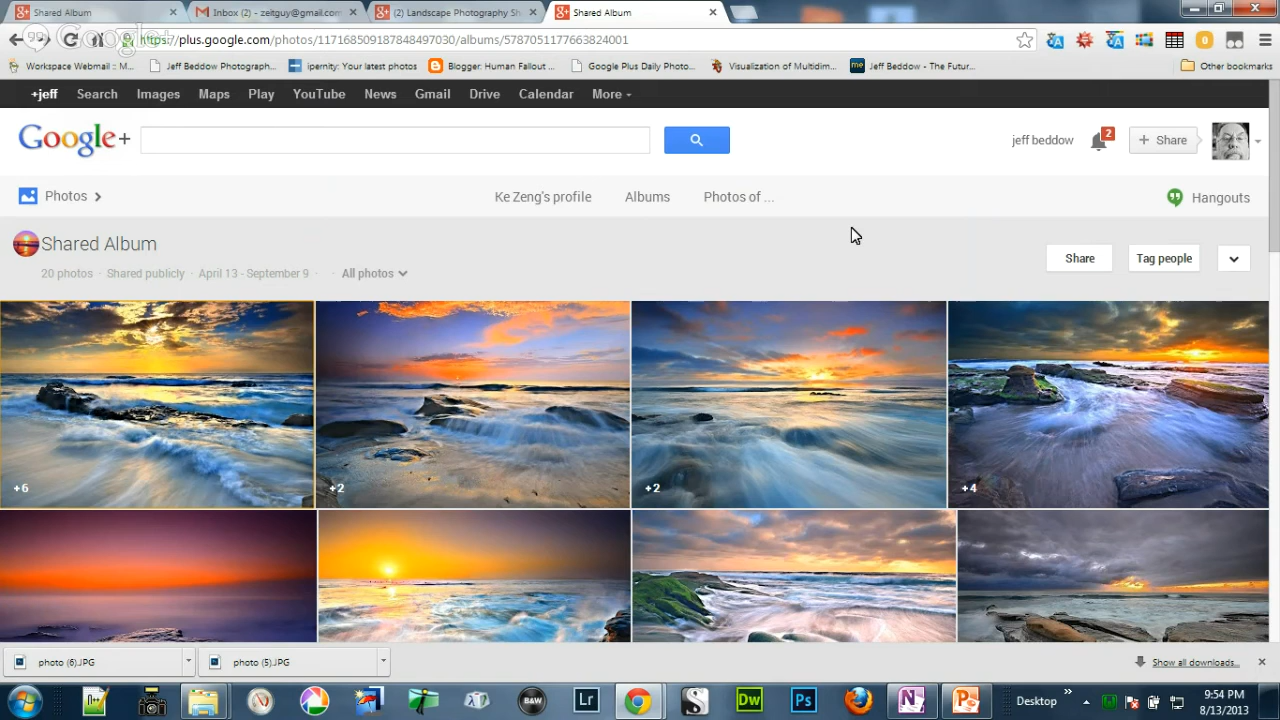 Shared Album
Inbox (2) - zeitguy@gmail.com
(2) Landscape Photography Sh
Shared Album
https://plus.google.com/photos/117168509187848497030/albums/5787051177663824001
Workspace Webmail :: M...
Jeff Beddow Photograph...
ipernity: Your latest photos
Blogger: Human Fallout ...
Google Plus Daily Photo...
Visualization of Multidim...
me
Jeff Beddow - The Futur...
Other bookmarks
+jeff Search Images Maps Play YouTube News Gmail Drive Calendar More
Google+
jeff beddow
2
+ Share
Photos
Ke Zeng's profile
Albums
Photos of ...
Hangouts
Shared Album
20 photos · Shared publicly · April 13 - September 9 · All photos
Share
Tag people
+6
+2
+2
+4
photo (6).JPG
photo (5).JPG
Show all downloads...
B&W
Lr
S
Dw
Ps
N
P
Desktop
9:54 PM
8/13/2013